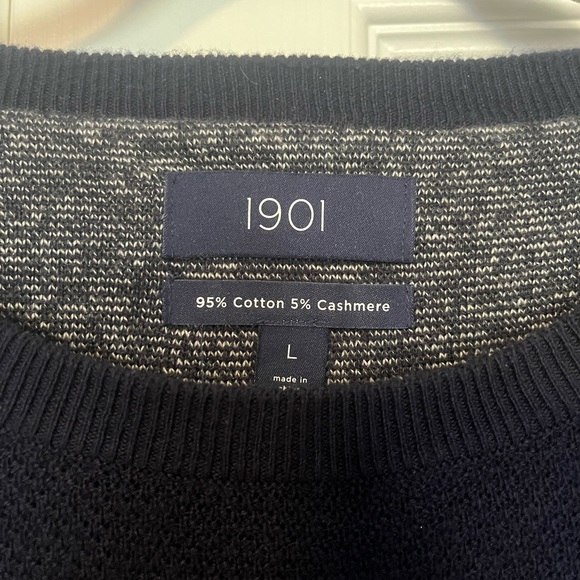 1901
95% Cotton 5% Cashmere
L
made in